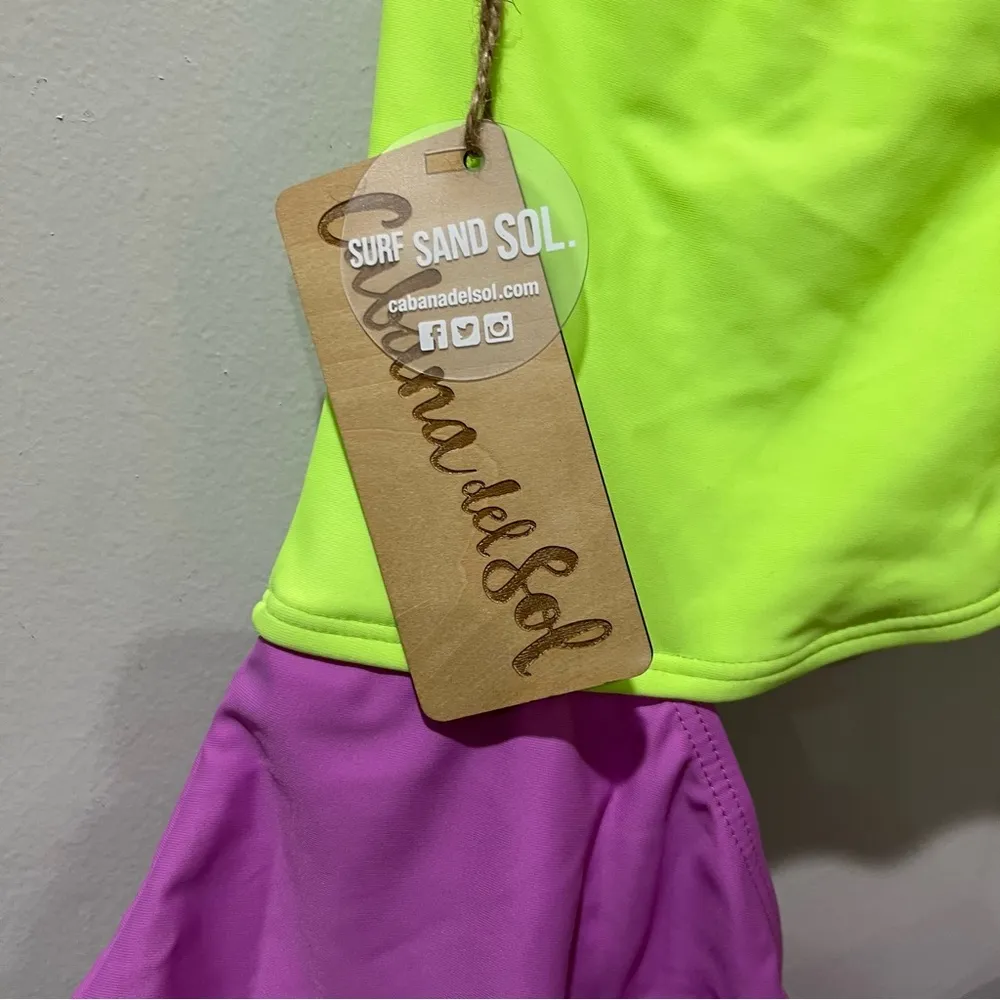 SURF SAND SOL.
cabanadelsol.com
Cabana del Sol